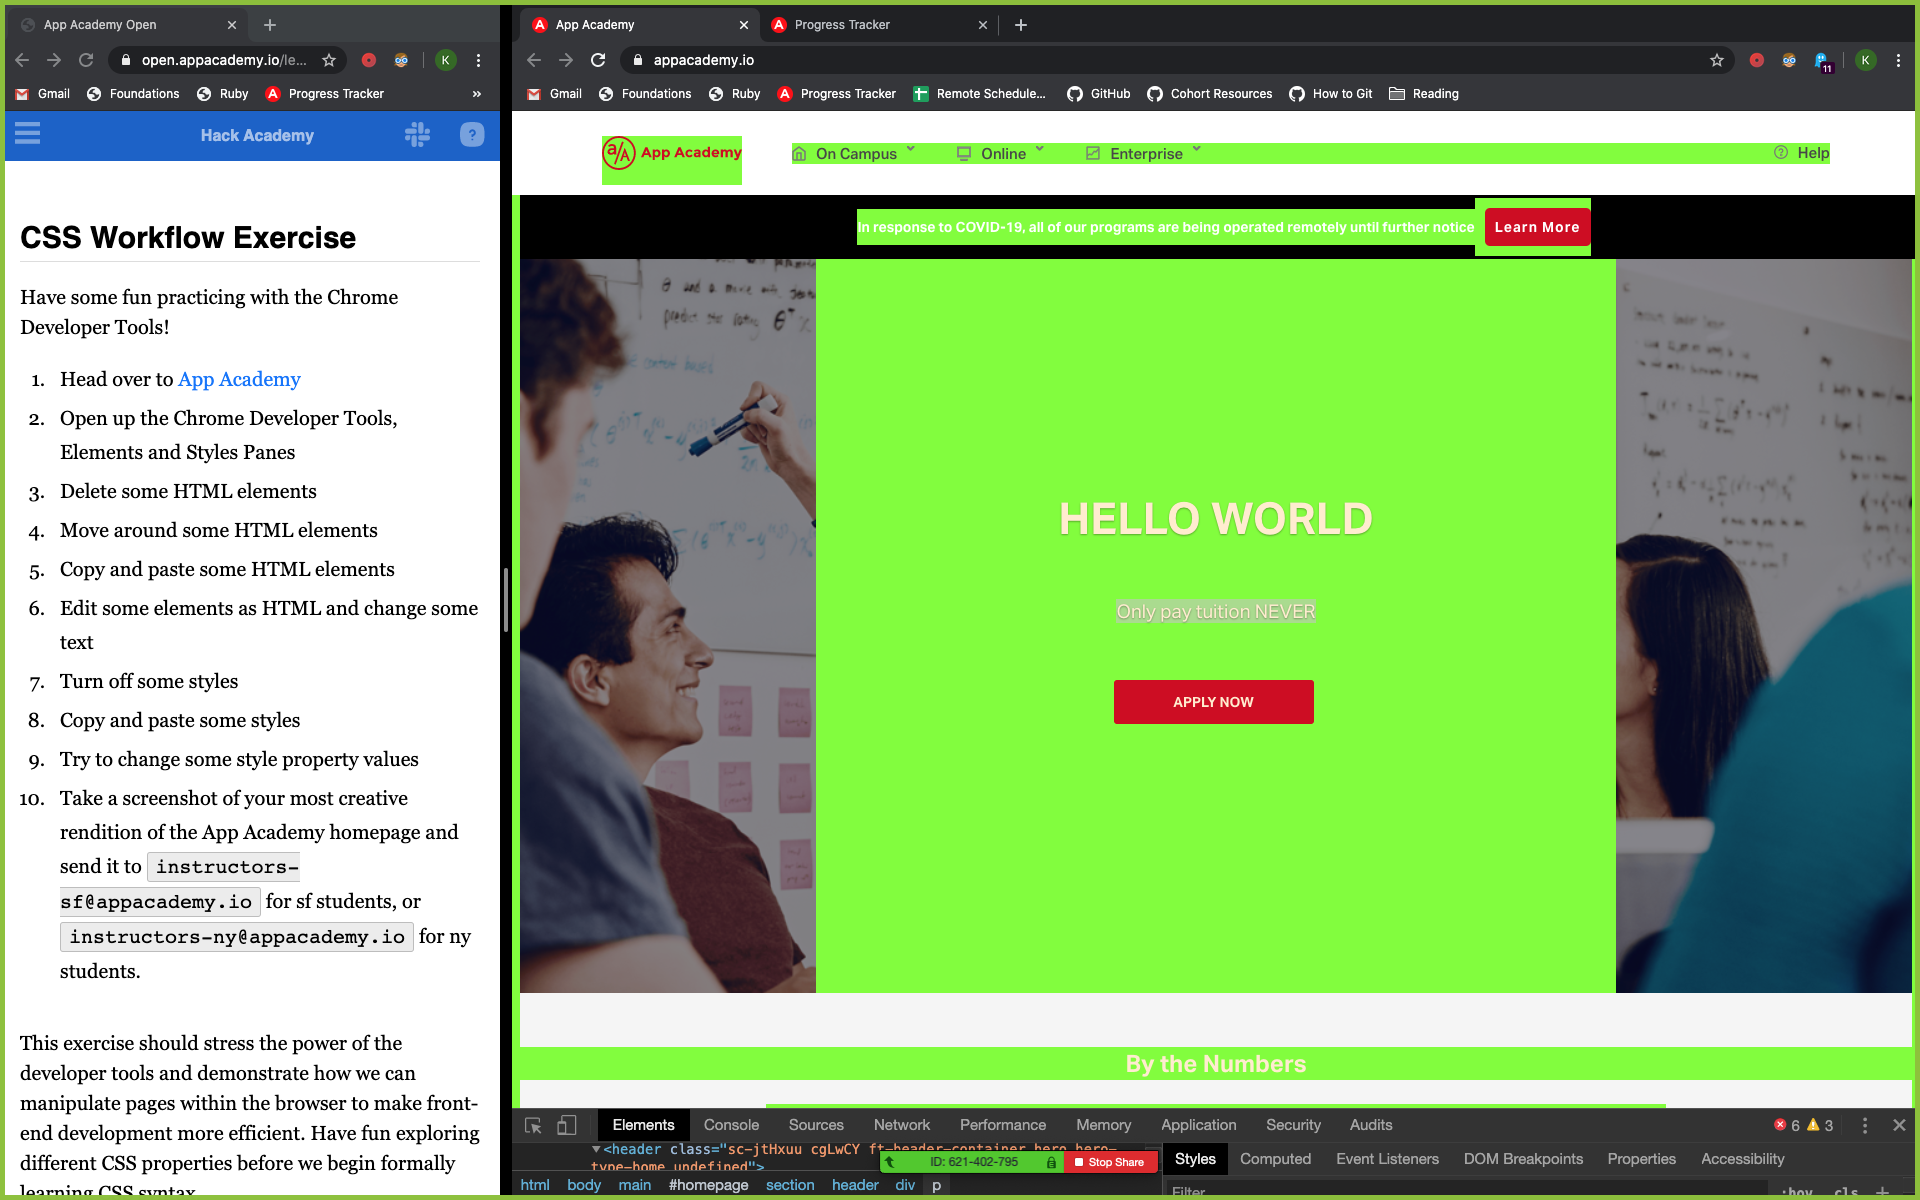 App Academy Open
open.appacademy.io/le...
K
Gmail
Foundations
Ruby
Progress Tracker
»
Hack Academy
?
CSS Workflow Exercise
Have some fun practicing with the Chrome
Developer Tools!
1. Head over to App Academy
2. Open up the Chrome Developer Tools,
Elements and Styles Panes
3. Delete some HTML elements
4. Move around some HTML elements
5. Copy and paste some HTML elements
6. Edit some elements as HTML and change some
text
7. Turn off some styles
8. Copy and paste some styles
9. Try to change some style property values
10. Take a screenshot of your most creative
rendition of the App Academy homepage and
send it to instructors-
sf@appacademy.io for sf students, or
instructors-ny@appacademy.io for ny
students.
This exercise should stress the power of the
developer tools and demonstrate how we can
manipulate pages within the browser to make front-
end development more efficient. Have fun exploring
different CSS properties before we begin formally
learning CSS syntax
App Academy
Progress Tracker
appacademy.io
11
K
Gmail
Foundations
Ruby
Progress Tracker
Remote Schedule...
GitHub
Cohort Resources
How to Git
Reading
a/A App Academy
On Campus
Online
Enterprise
Help
In response to COVID-19, all of our programs are being operated remotely until further notice
Learn More
HELLO WORLD
Only pay tuition NEVER
APPLY NOW
By the Numbers
Elements Console Sources Network Performance Memory Application Security Audits 6 3
<header class="sc-jtHxuu cgLwCY ft-header-container hero hero-
type-home undefined">
ID: 621-402-795 Stop Share
html body main #homepage section header div p
Styles Computed Event Listeners DOM Breakpoints Properties Accessibility
Filter :hov .cls +